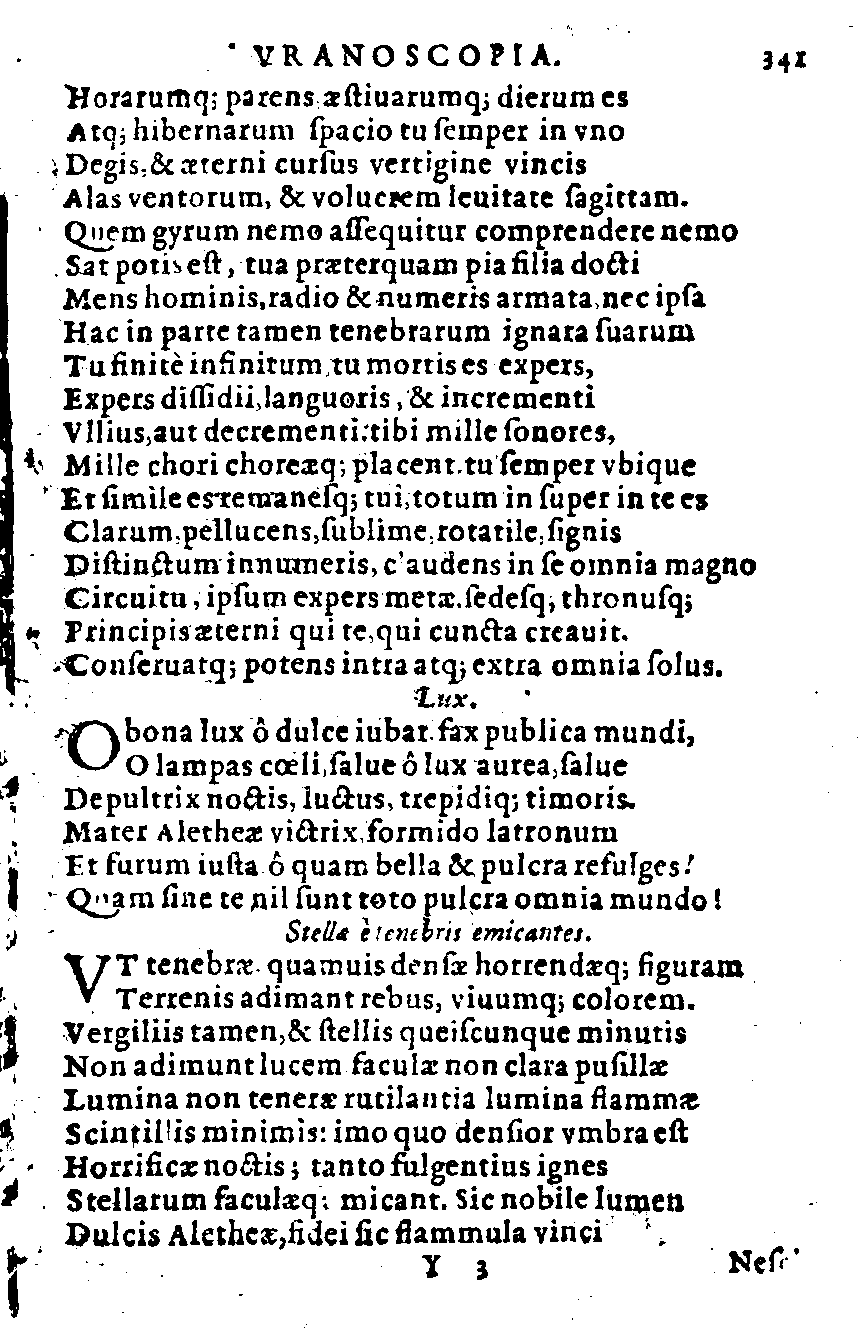 VRANOSCOPIA. 341
Horarumq; parens æſtiuarumq; dierum es
Atq; hibernarum ſpacio tu ſemper in vno
Degis, & æterni curſus vertigine vincis
Alas ventorum, & volucrem leuitate ſagittam.
Quem gyrum nemo aſſequitur comprendere nemo
Sat potis eſt, tua præterquam pia filia docti
Mens hominis, radio & numeris armata, nec ipſa
Hac in parte tamen tenebrarum ignara ſuarum
Tu finitè infinitum, tu mortis es expers,
Expers diſſidii, languoris, & incrementi
Vllius, aut decrementi: tibi mille ſonores,
Mille chori choreæq; placent. tu ſemper vbique
Et ſimile es remaneſq; tui, totum in ſuper in te es
Clarum, pellucens, ſublime, rotatile, ſignis
Diſtinctum innumeris, c'audens in ſe omnia magno
Circuitu, ipſum expers metæ. ſedeſq; thronuſq;
Principis æterni qui te, qui cuncta creauit.
Conſeruatq; potens intra atq; extra omnia ſolus.
Lux.
O bona lux ô dulce iubar. fax publica mundi,
O lampas cœli, ſalue ô lux aurea, ſalue
Depultrix noctis, luctus, trepidiq; timoris.
Mater Aletheæ victrix, formido latronum
Et furum iuſta ô quam bella & pulcra refulges!
Quam ſine te nil ſunt toto pulcra omnia mundo!
Stellæ è tenebris emicantes.
VT tenebræ quamuis denſæ horrendæq; figuram
Terrenis adimant rebus, viuumq; colorem.
Vergiliis tamen, & ſtellis queiſcunque minutis
Non adimunt lucem faculæ non clara puſillæ
Lumina non teneræ rutilantia lumina flammæ
Scintillis minimis: imo quo denſior vmbra eſt
Horrificæ noctis; tanto fulgentius ignes
Stellarum faculæq; micant. Sic nobile lumen
Dulcis Aletheæ, fidei ſic flammula vinci
Y 3 Neſc